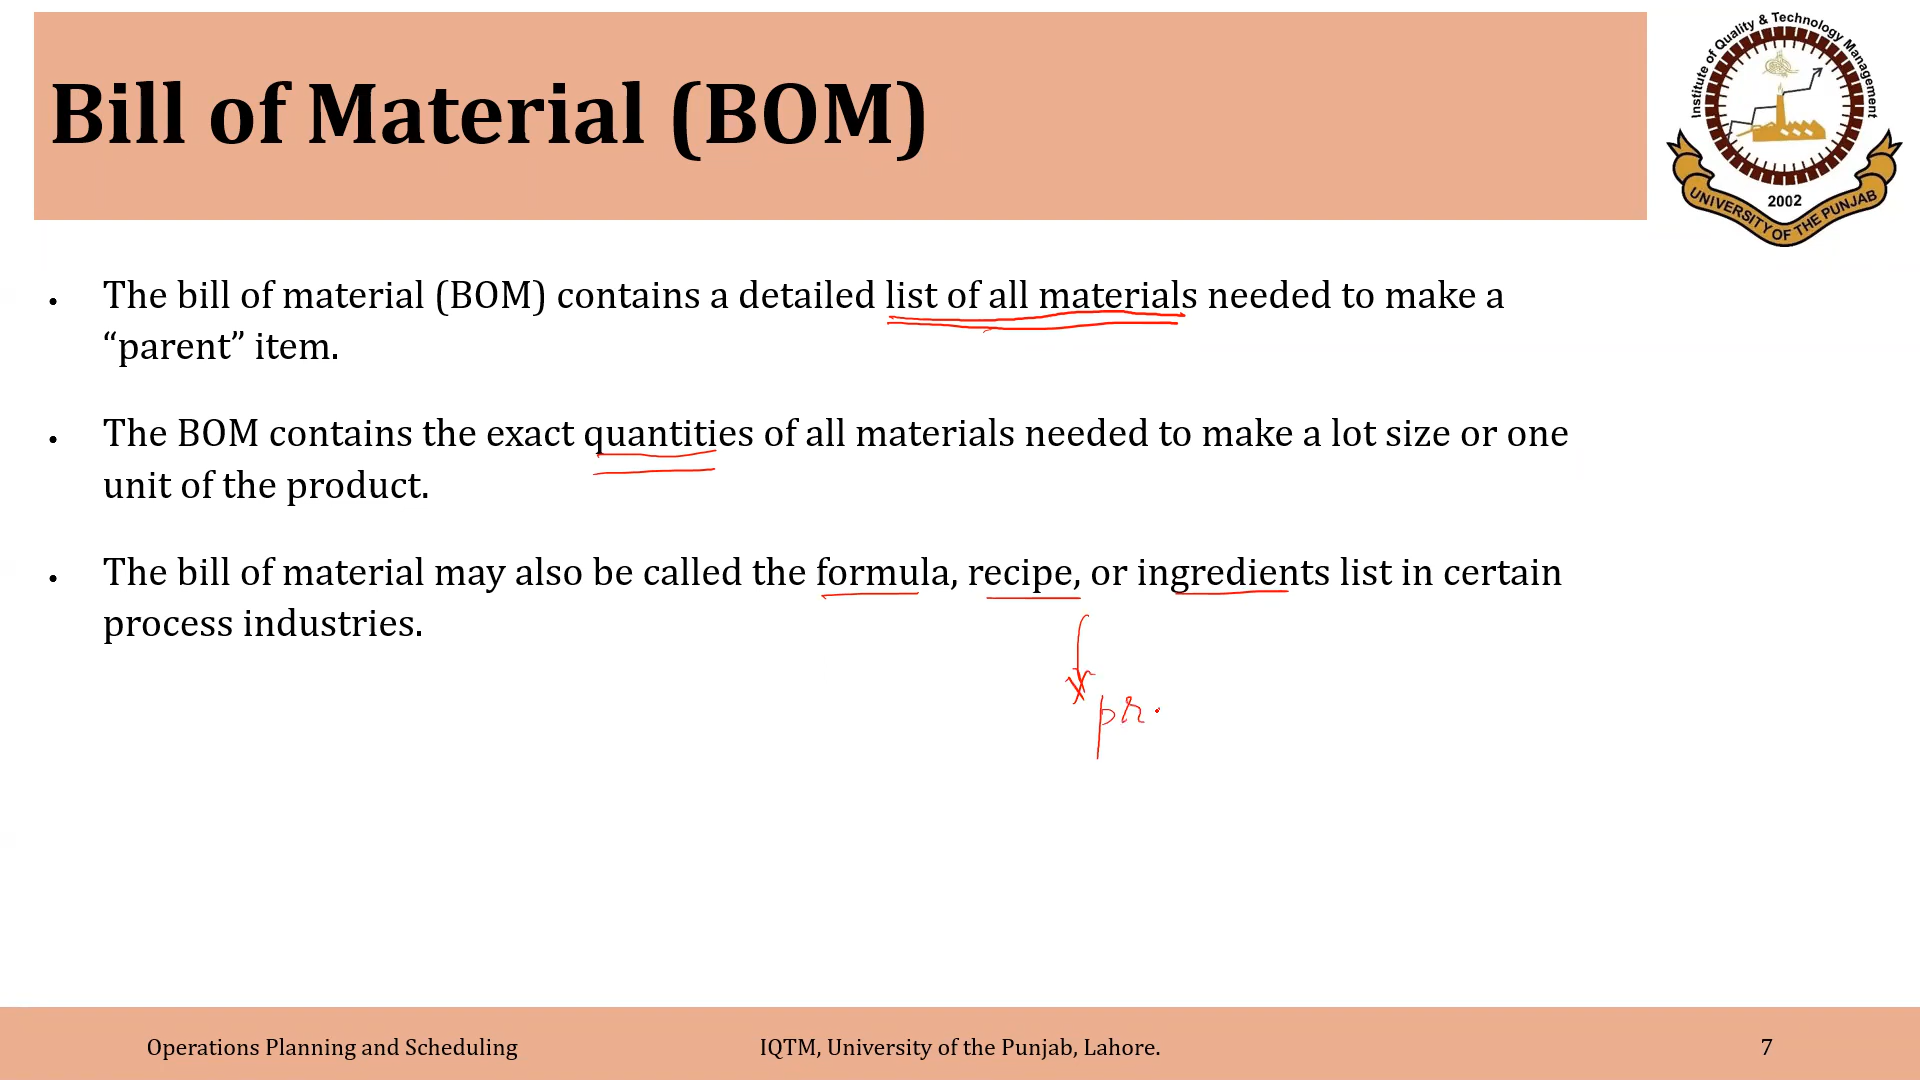 Bill of Material (BOM)
Institute of Quality & Technology Management
2002
UNIVERSITY OF THE PUNJAB
• The bill of material (BOM) contains a detailed list of all materials needed to make a
“parent” item.
• The BOM contains the exact quantities of all materials needed to make a lot size or one
unit of the product.
• The bill of material may also be called the formula, recipe, or ingredients list in certain
process industries.
pr.
Operations Planning and Scheduling
IQTM, University of the Punjab, Lahore.
7